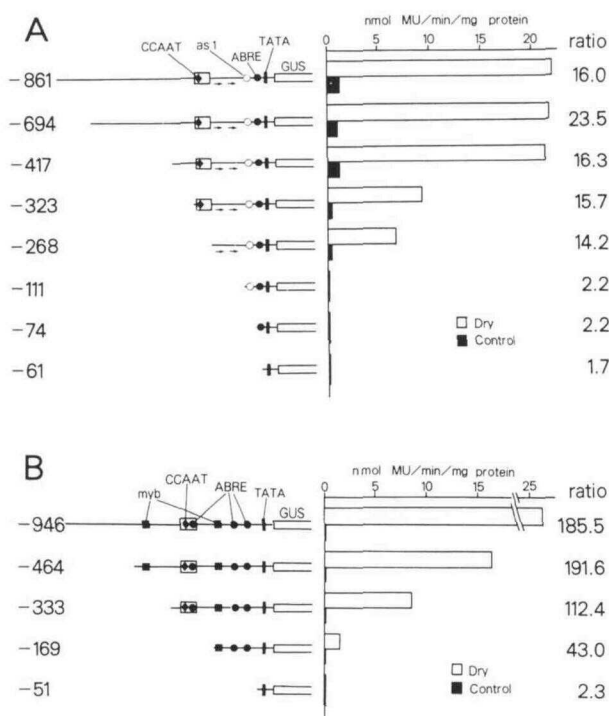 A
nmol MU/min/mg protein
0 5 10 15 20
ratio
CCAAT
as 1
ABRE
TATA
GUS
-861 16.0
-694 23.5
-417 16.3
-323 15.7
-268 14.2
-111 2.2
-74 2.2
-61 1.7
Dry
Control
B
nmol MU/min/mg protein
0 5 10 15 25
ratio
myb
CCAAT
ABRE
TATA
GUS
-946 185.5
-464 191.6
-333 112.4
-169 43.0
-51 2.3
Dry
Control